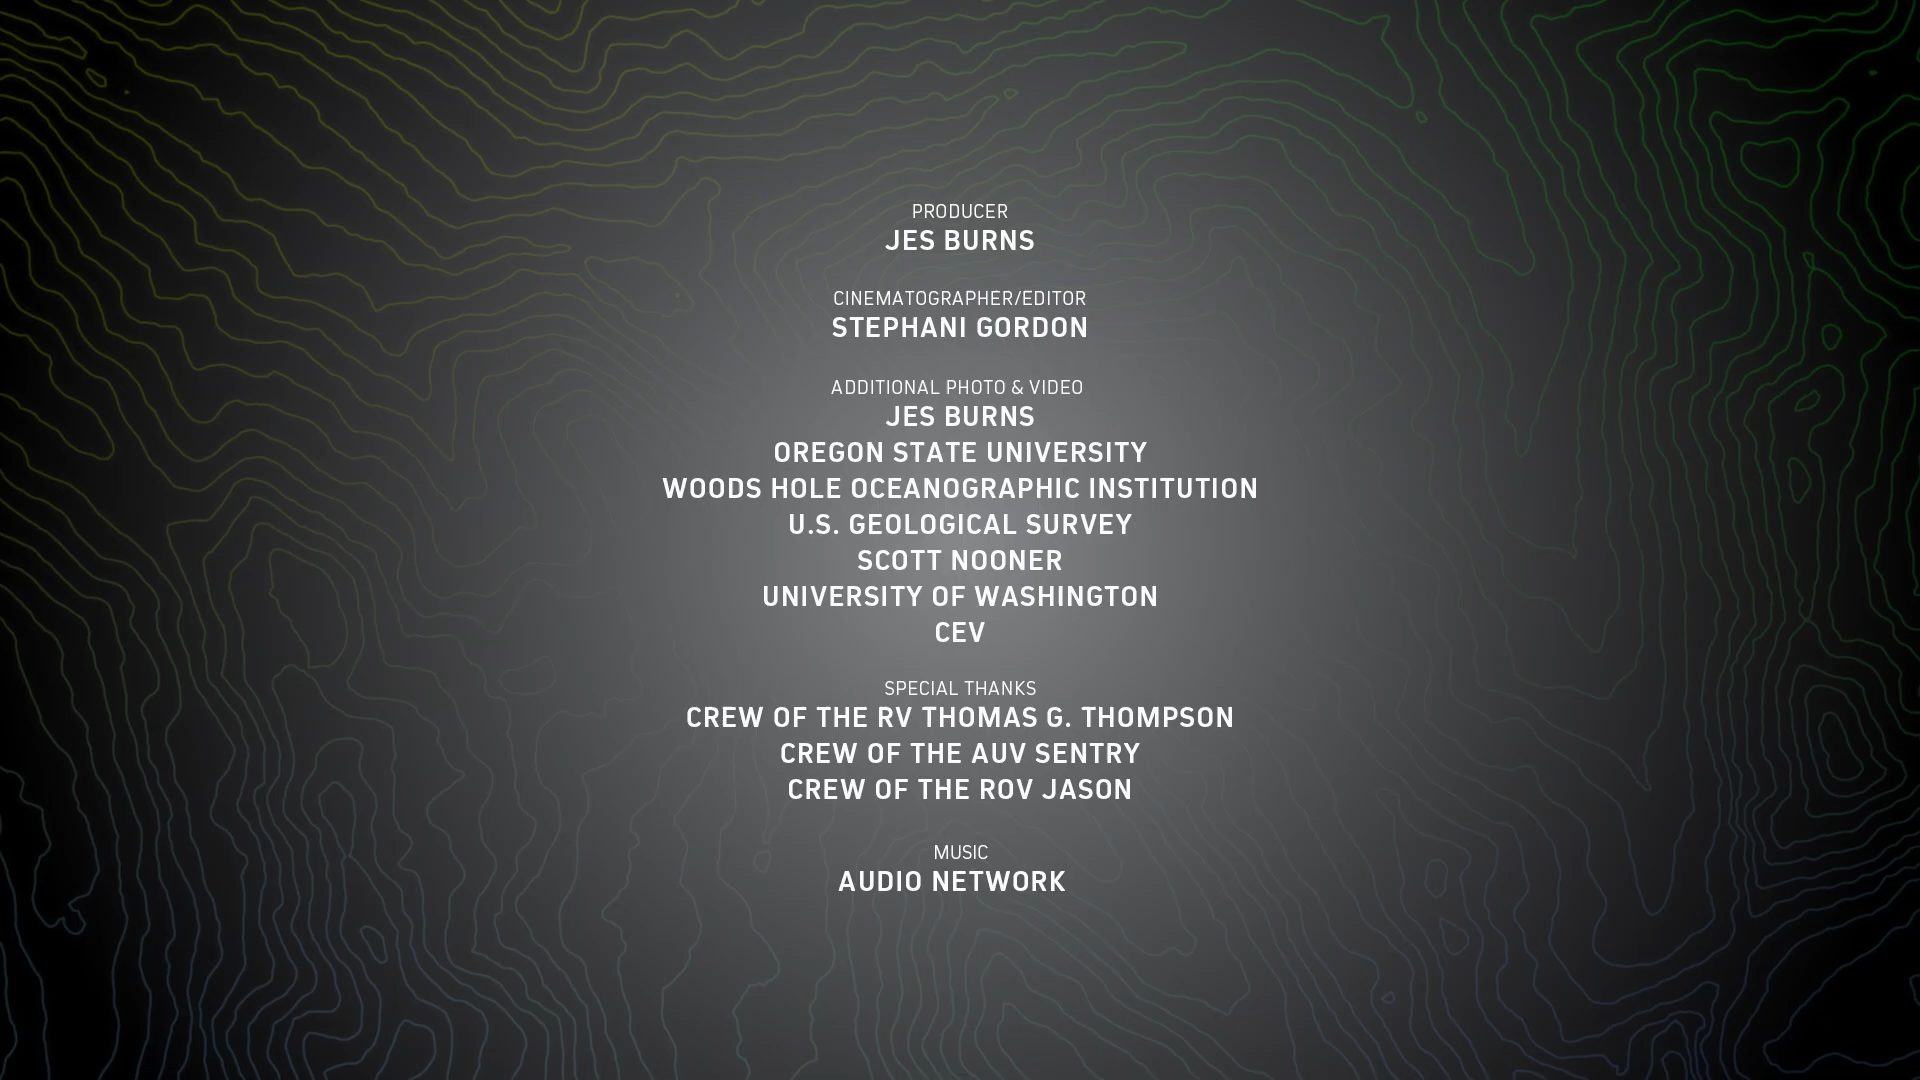 PRODUCER
JES BURNS
CINEMATOGRAPHER/EDITOR
STEPHANI GORDON
ADDITIONAL PHOTO & VIDEO
JES BURNS
OREGON STATE UNIVERSITY
WOODS HOLE OCEANOGRAPHIC INSTITUTION
U.S. GEOLOGICAL SURVEY
SCOTT NOONER
UNIVERSITY OF WASHINGTON
CEV
SPECIAL THANKS
CREW OF THE RV THOMAS G. THOMPSON
CREW OF THE AUV SENTRY
CREW OF THE ROV JASON
MUSIC
AUDIO NETWORK